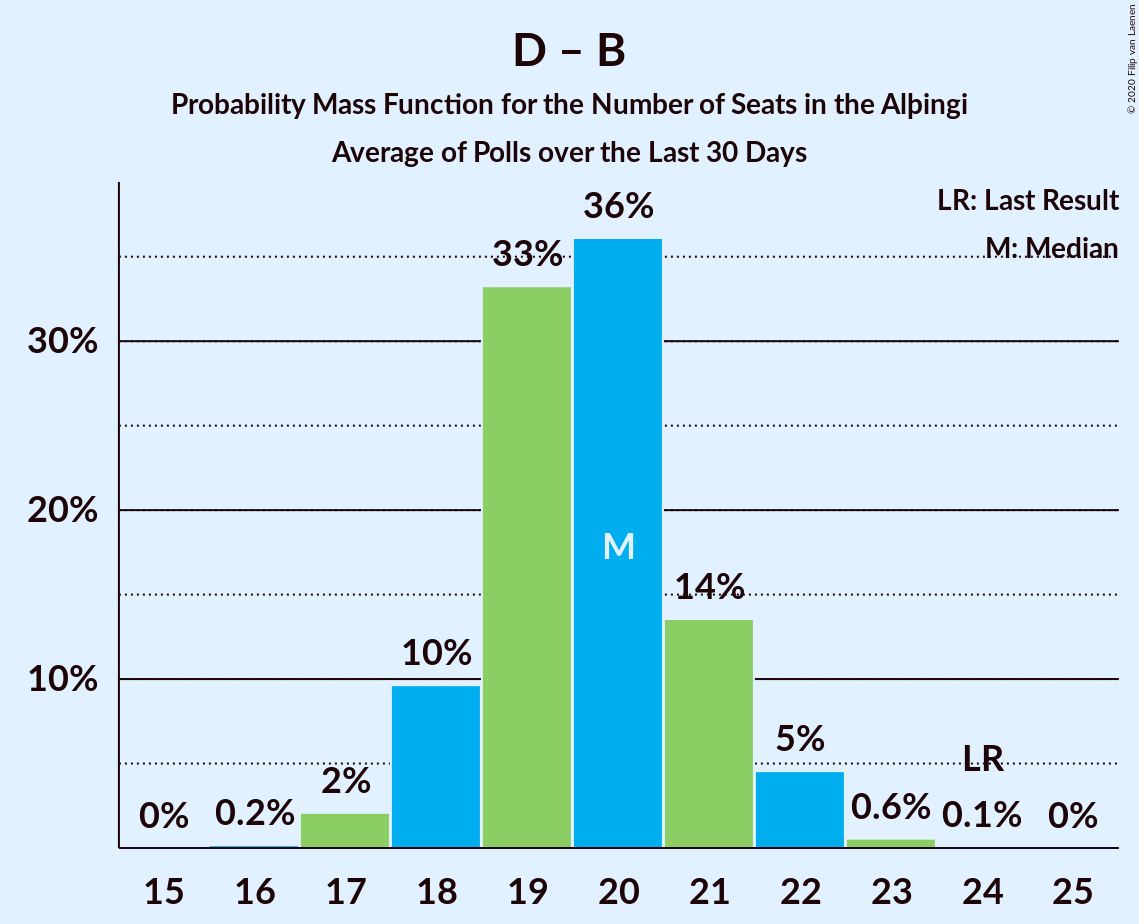 D – B
Probability Mass Function for the Number of Seats in the Alþingi
Average of Polls over the Last 30 Days
© 2020 Filip van Laenen
LR: Last Result
M: Median
36%
33%
30%
20%
M
14%
10%
10%
5%
LR
2%
0%
0.2%
0.6%
0.1%
0%
15 16 17 18 19 20 21 22 23 24 25